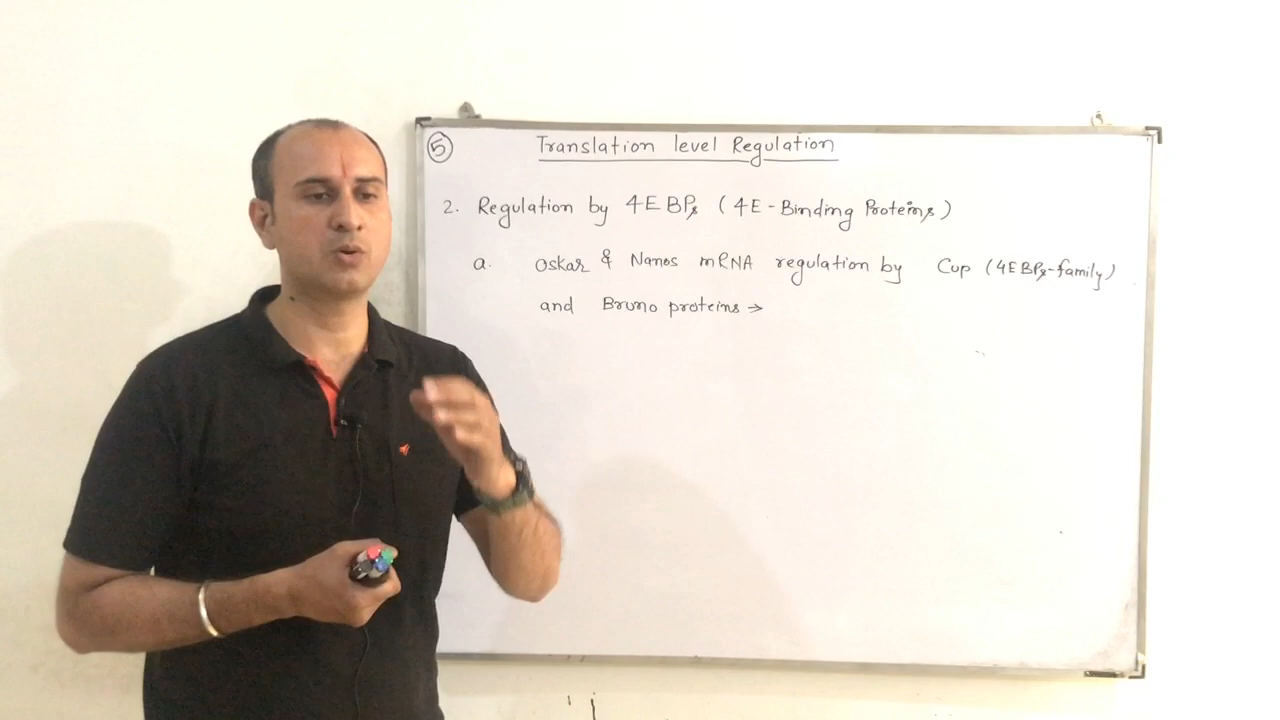 5 Translation level Regulation
2. Regulation by 4EBPs (4E-Binding Proteins)
a. Oskar & Nanos mRNA regulation by Cup (4EBPs-family)
and Bruno proteins →